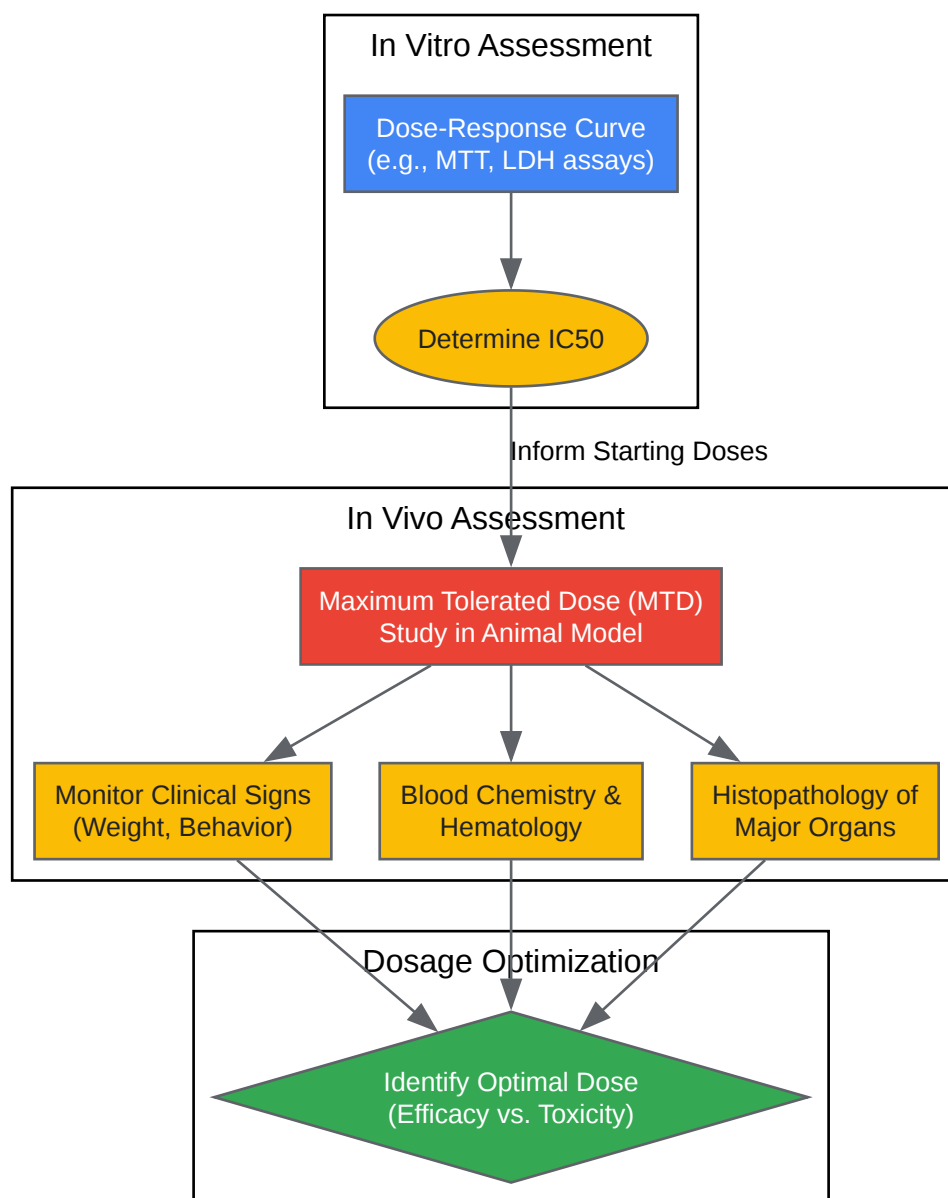 In Vitro Assessment
Dose-Response Curve
(e.g., MTT, LDH assays)
Determine IC50
Inform Starting Doses
In Vivo Assessment
Maximum Tolerated Dose (MTD)
Study in Animal Model
Monitor Clinical Signs
(Weight, Behavior)
Blood Chemistry &
Hematology
Histopathology of
Major Organs
Dosage Optimization
Identify Optimal Dose
(Efficacy vs. Toxicity)